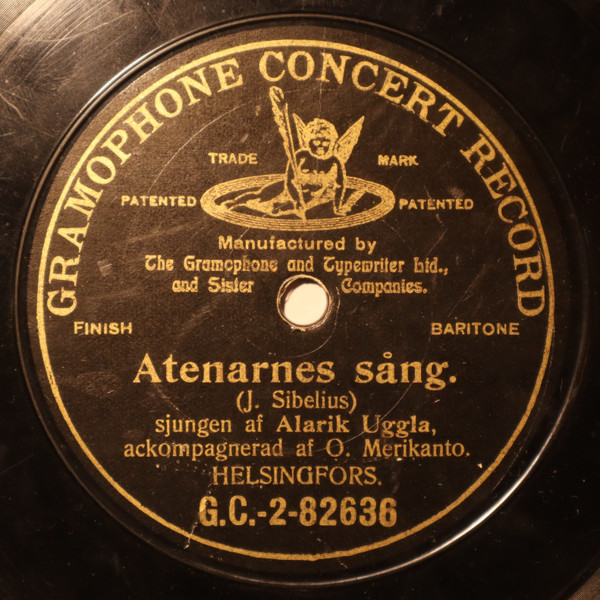 GRAMOPHONE CONCERT RECORD
TRADE MARK
PATENTED PATENTED
Manufactured by
The Gramophone and Typewriter Ltd.,
and Sister Companies.
FINISH BARITONE
Atenarnes sång.
(J. Sibelius)
sjungen af Alarik Uggla,
ackompagnerad af O. Merikanto.
HELSINGFORS.
G.C.-2-82636